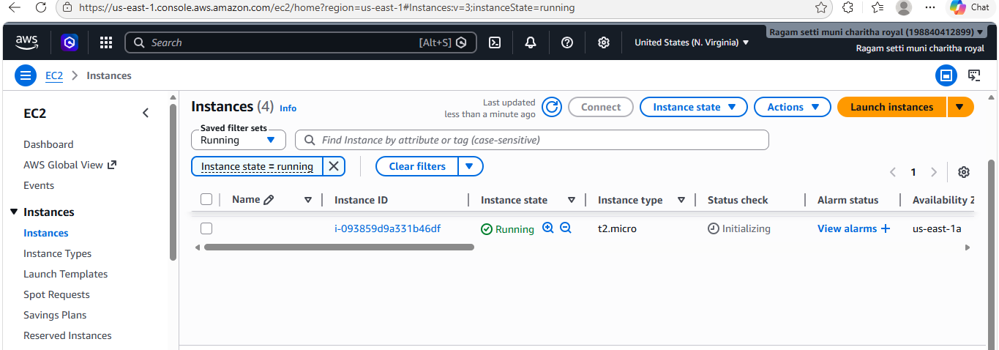 https://us-east-1.console.aws.amazon.com/ec2/home?region=us-east-1#Instances:v=3;instanceState=running
Chat
aws
Search
[Alt+S]
United States (N. Virginia)
Ragam setti muni charitha royal (198840412899)
Ragam setti muni charitha royal
EC2
Instances
EC2
Dashboard
AWS Global View
Events
Instances
Instances
Instance Types
Launch Templates
Spot Requests
Savings Plans
Reserved Instances
Instances (4) Info
Last updated
less than a minute ago
Connect
Instance state
Actions
Launch instances
Saved filter sets
Running
Find Instance by attribute or tag (case-sensitive)
Instance state = running
Clear filters
1
Name Instance ID Instance state Instance type Status check Alarm status Availability Z
i-093859d9a331b46df Running t2.micro Initializing View alarms + us-east-1a